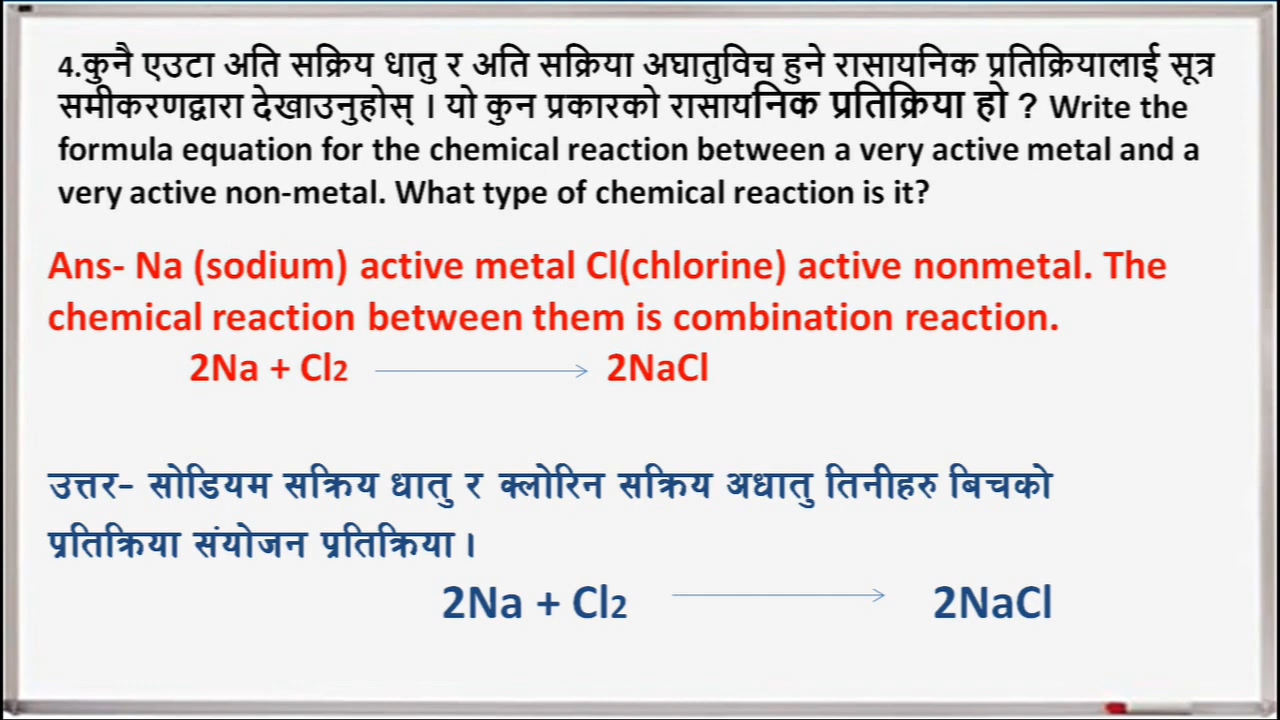 4.कुनै एउटा अति सक्रिय धातु र अति सक्रिया अघातुविच हुने रासायनिक प्रतिक्रियालाई सूत्र
समीकरणद्वारा देखाउनुहोस् । यो कुन प्रकारको रासायनिक प्रतिक्रिया हो ? Write the
formula equation for the chemical reaction between a very active metal and a
very active non-metal. What type of chemical reaction is it?
Ans- Na (sodium) active metal Cl(chlorine) active nonmetal. The
chemical reaction between them is combination reaction.
2Na + Cl2 → 2NaCl
उत्तर- सोडियम सक्रिय धातु र क्लोरिन सक्रिय अधातु तिनीहरु बिचको
प्रतिक्रिया संयोजन प्रतिक्रिया ।
2Na + Cl2 → 2NaCl